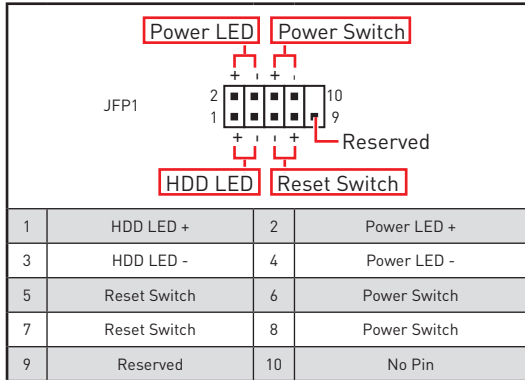 Power LED Power Switch
+ - + -
JFP1
2 10
1 9
+ - - +
Reserved
HDD LED Reset Switch
1 HDD LED + 2 Power LED +
3 HDD LED - 4 Power LED -
5 Reset Switch 6 Power Switch
7 Reset Switch 8 Power Switch
9 Reserved 10 No Pin